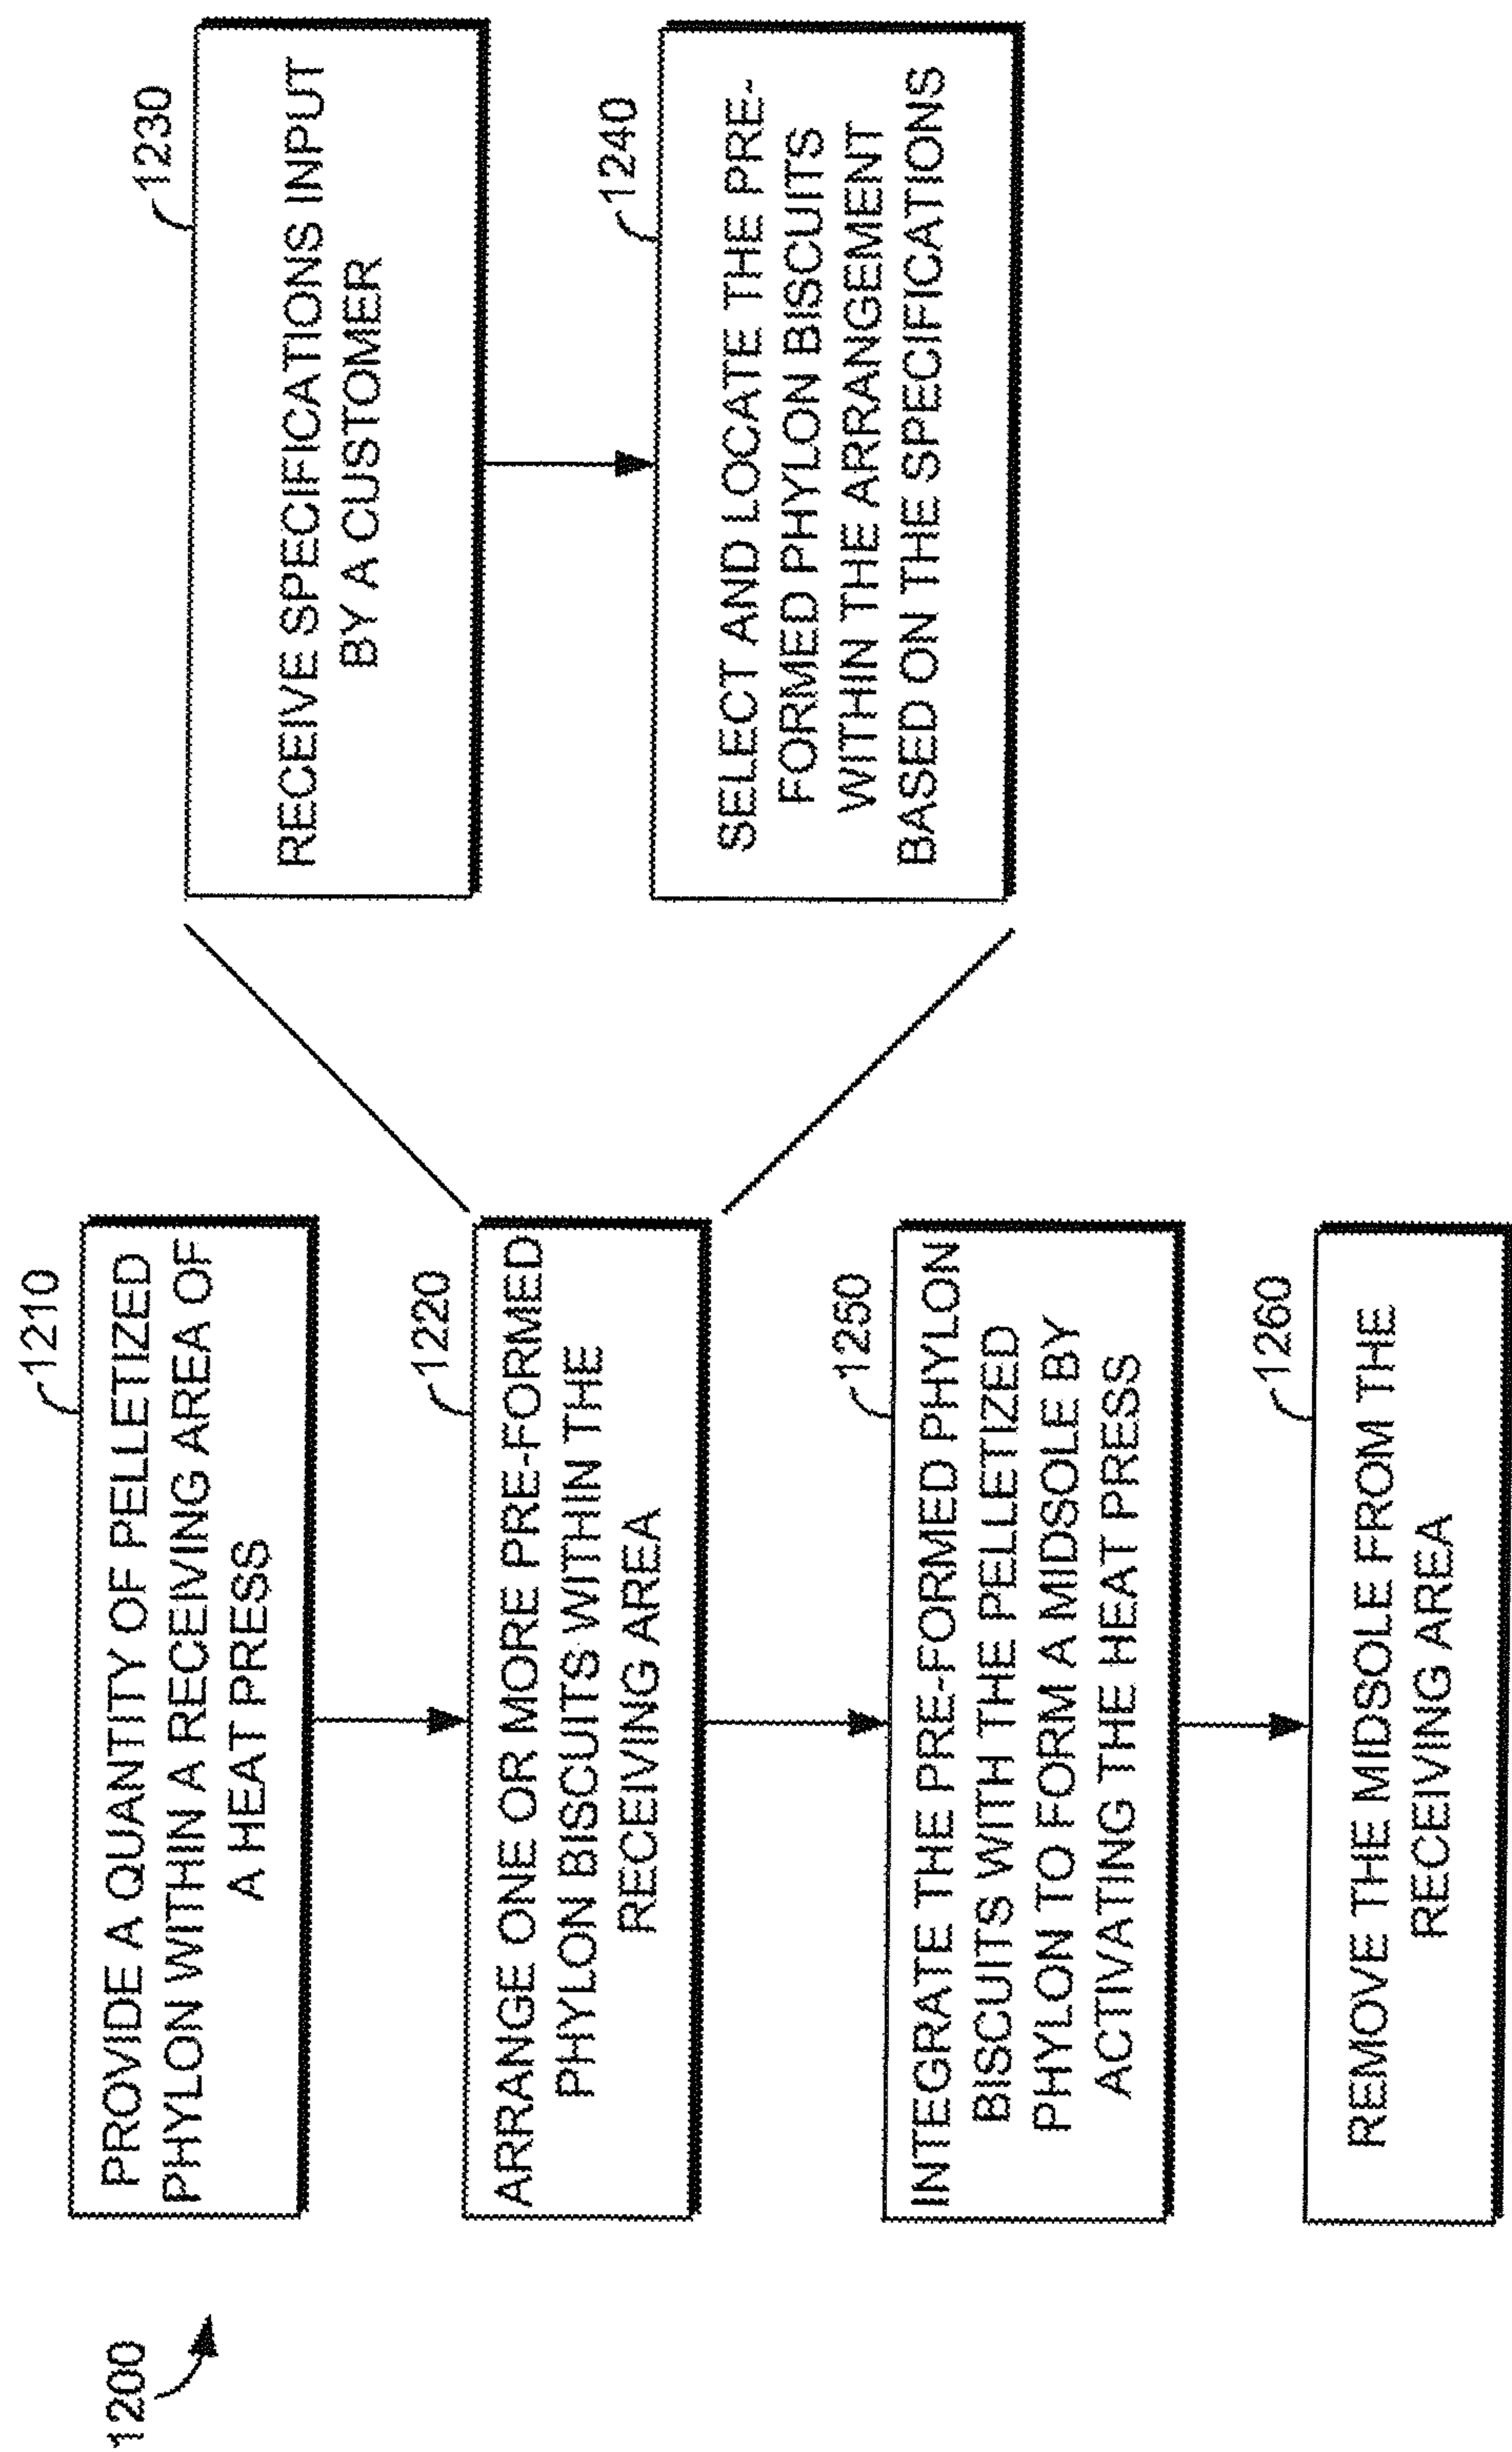 1200
1210
PROVIDE A QUANTITY OF PELLETIZED
PHYLON WITHIN A RECEIVING AREA OF
A HEAT PRESS
1220
ARRANGE ONE OR MORE PRE-FORMED
PHYLON BISCUITS WITHIN THE
RECEIVING AREA
1230
RECEIVE SPECIFICATIONS INPUT
BY A CUSTOMER
1240
SELECT AND LOCATE THE PRE-
FORMED PHYLON BISCUITS
WITHIN THE ARRANGEMENT
BASED ON THE SPECIFICATIONS
1250
INTEGRATE THE PRE-FORMED PHYLON
BISCUITS WITH THE PELLETIZED
PHYLON TO FORM A MIDSOLE BY
ACTIVATING THE HEAT PRESS
1260
REMOVE THE MIDSOLE FROM THE
RECEIVING AREA